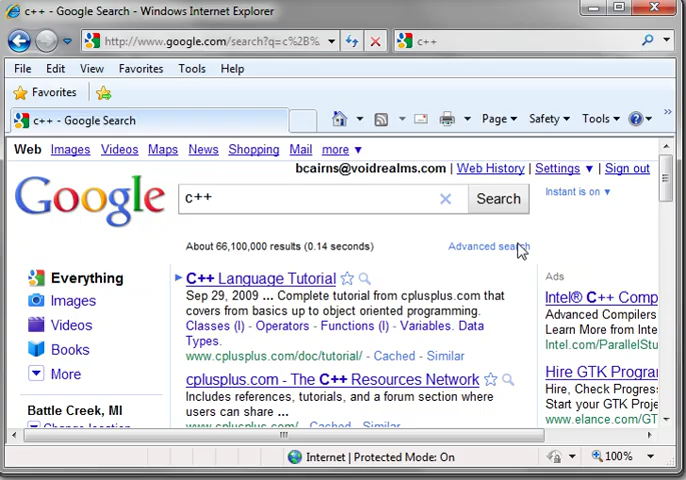 c++ - Google Search - Windows Internet Explorer
http://www.google.com/search?q=c%2B%
c++
File Edit View Favorites Tools Help
Favorites
c++ - Google Search
Page Safety Tools
Web Images Videos Maps News Shopping Mail more
bcairns@voidrealms.com | Web History | Settings | Sign out
Google
c++
Search
Instant is on
About 66,100,000 results (0.14 seconds)
Advanced search
Everything
Images
Videos
Books
More
Battle Creek, MI
Change location
C++ Language Tutorial
Sep 29, 2009 ... Complete tutorial from cplusplus.com that
covers from basics up to object oriented programming.
Classes (I) - Operators - Functions (I) - Variables. Data
Types.
www.cplusplus.com/doc/tutorial/ - Cached - Similar
cplusplus.com - The C++ Resources Network
Includes references, tutorials, and a forum section where
users can share ...
www.cplusplus.com/ - Cached - Similar
Ads
Intel® C++ Comp
Advanced Compilers
Learn More from Inte
Intel.com/ParallelStu
Hire GTK Progra
Hire, Check Progres
Start your GTK Proje
www.elance.com/GT
Internet | Protected Mode: On
100%